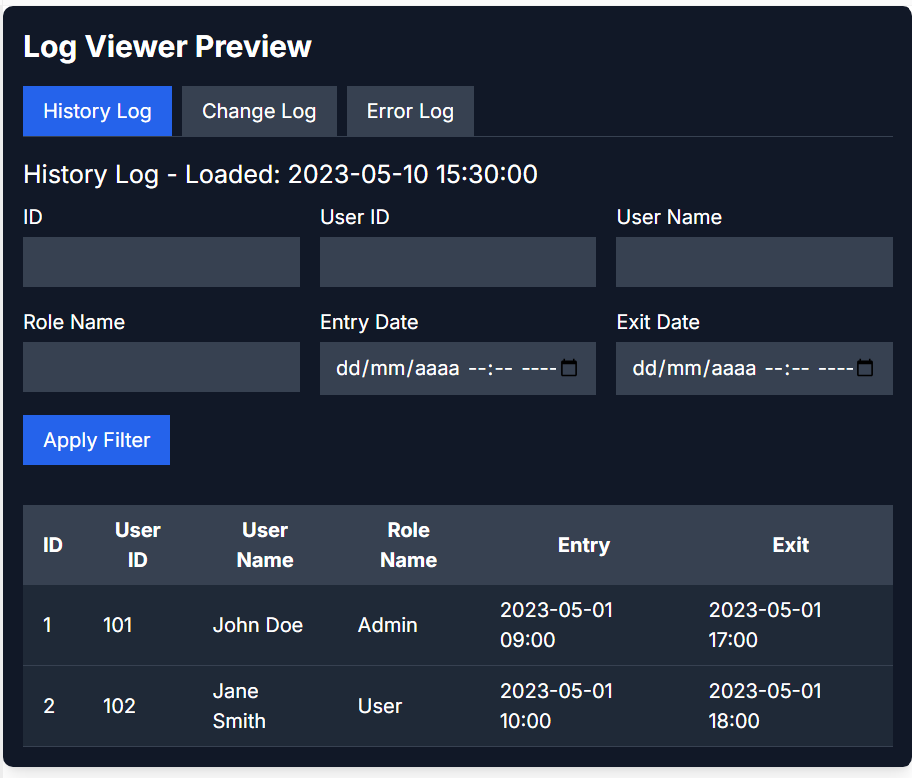 Log Viewer Preview
History Log Change Log Error Log
History Log - Loaded: 2023-05-10 15:30:00
ID User ID User Name
Role Name Entry Date Exit Date
dd/mm/aaaa --:-- ---- dd/mm/aaaa --:-- ----
Apply Filter
ID User ID User Name Role Name Entry Exit
1 101 John Doe Admin 2023-05-01 09:00 2023-05-01 17:00
2 102 Jane Smith User 2023-05-01 10:00 2023-05-01 18:00